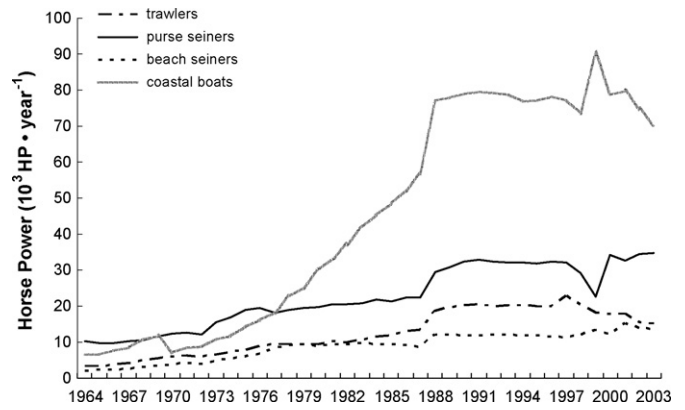 100
90
80
70
60
50
40
30
20
10
0
Horse Power (10³ HP • year⁻¹)
trawlers
purse seiners
beach seiners
coastal boats
1964 1967 1970 1973 1976 1979 1982 1985 1988 1991 1994 1997 2000 2003